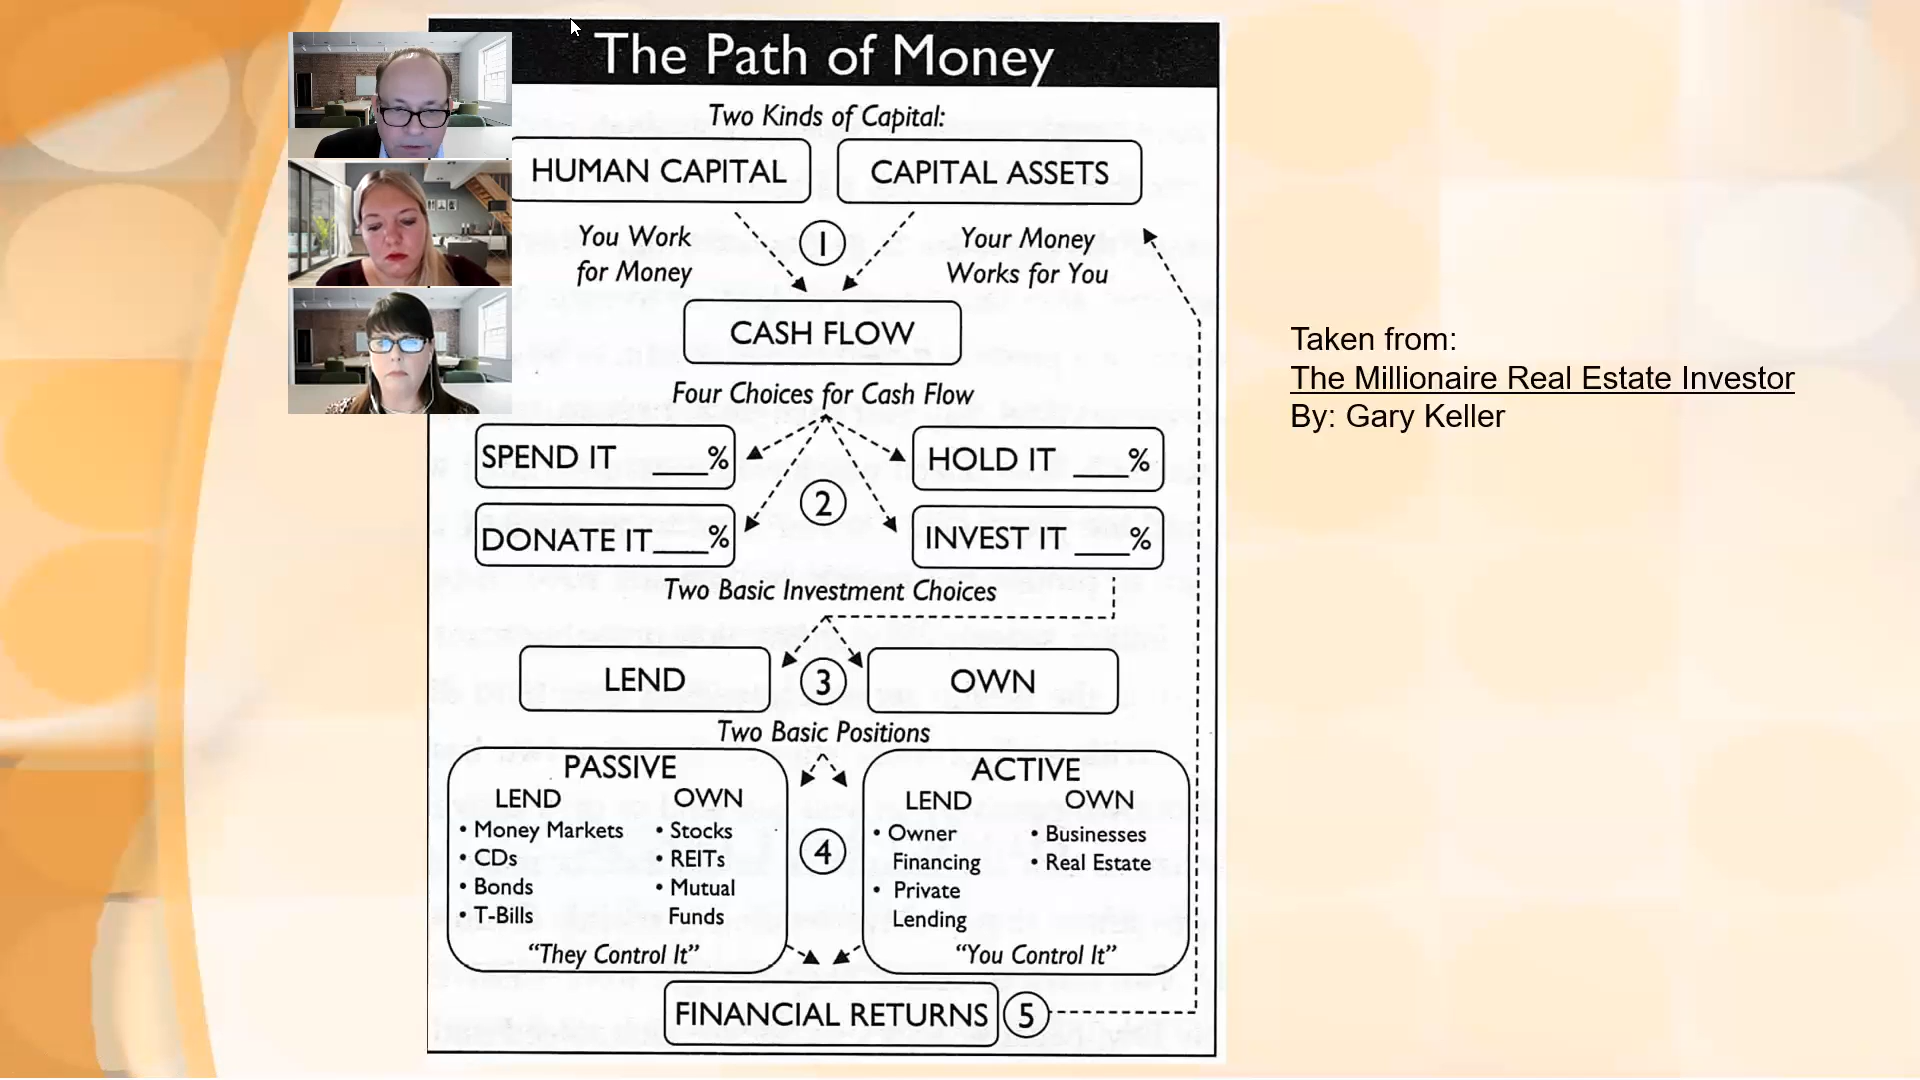 The Path of Money
Two Kinds of Capital:
HUMAN CAPITAL
CAPITAL ASSETS
You Work
for Money
1
Your Money
Works for You
CASH FLOW
Four Choices for Cash Flow
SPEND IT ____%
HOLD IT ____%
2
DONATE IT____%
INVEST IT ____%
Two Basic Investment Choices
LEND
3
OWN
Two Basic Positions
PASSIVE
LEND
• Money Markets
• CDs
• Bonds
• T-Bills
OWN
• Stocks
• REITs
• Mutual
Funds
"They Control It"
4
ACTIVE
LEND
• Owner
Financing
• Private
Lending
OWN
• Businesses
• Real Estate
"You Control It"
FINANCIAL RETURNS
5
Taken from:
The Millionaire Real Estate Investor
By: Gary Keller